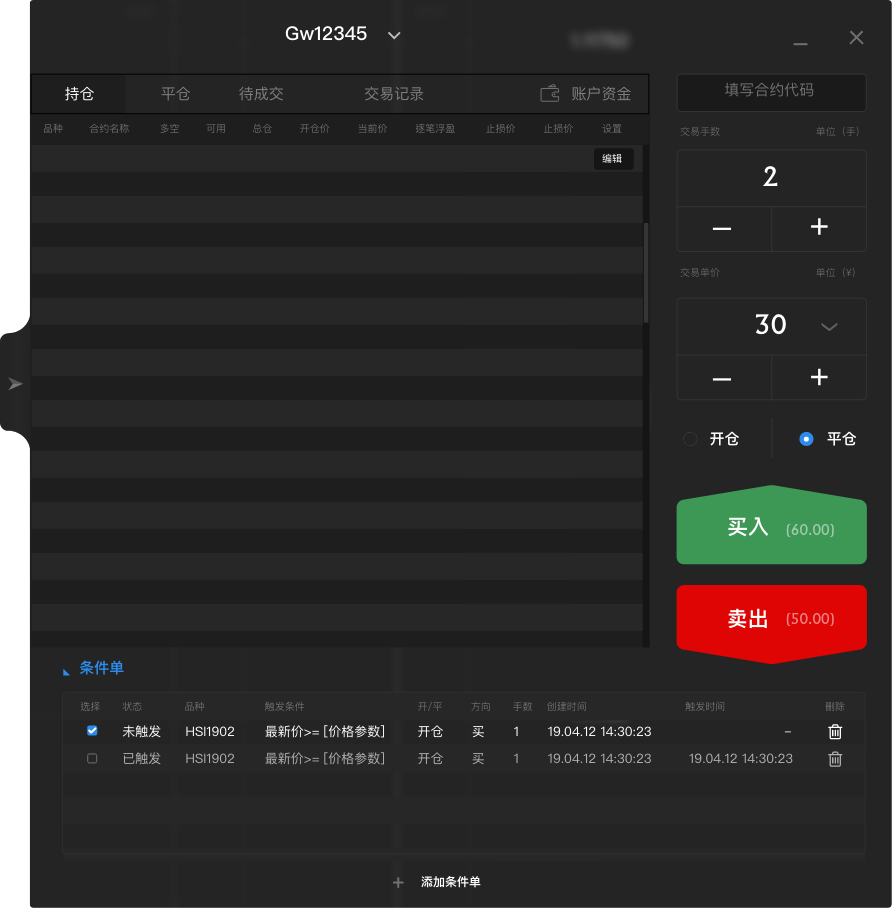 Gw12345
持仓 平仓 待成交 交易记录 账户资金
品种 合约名称 多空 可用 总仓 开仓价 当前价 逐笔浮盈 止损价 止损价 设置
编辑
填写合约代码
交易手数 单位（手）
2
— +
交易单价 单位（¥）
30
— +
开仓 平仓
买入 (60.00)
卖出 (50.00)
条件单
选择 状态 品种 触发条件 开/平 方向 手数 创建时间 触发时间 删除
未触发 HSI1902 最新价>= [价格参数] 开仓 买 1 19.04.12 14:30:23 –
已触发 HSI1902 最新价>= [价格参数] 开仓 买 1 19.04.12 14:30:23 19.04.12 14:30:23
+ 添加条件单